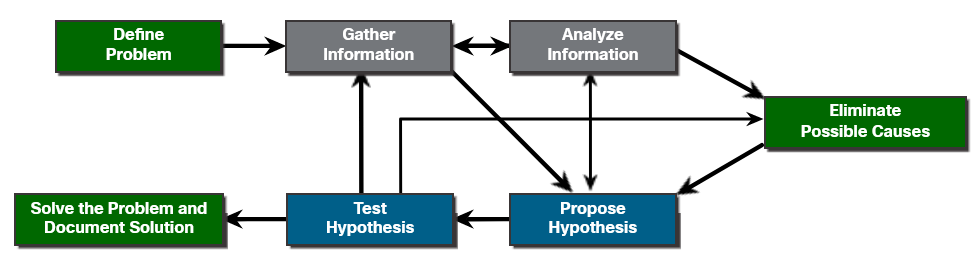 Define
Problem
Gather
Information
Analyze
Information
Eliminate
Possible Causes
Solve the Problem and
Document Solution
Test
Hypothesis
Propose
Hypothesis